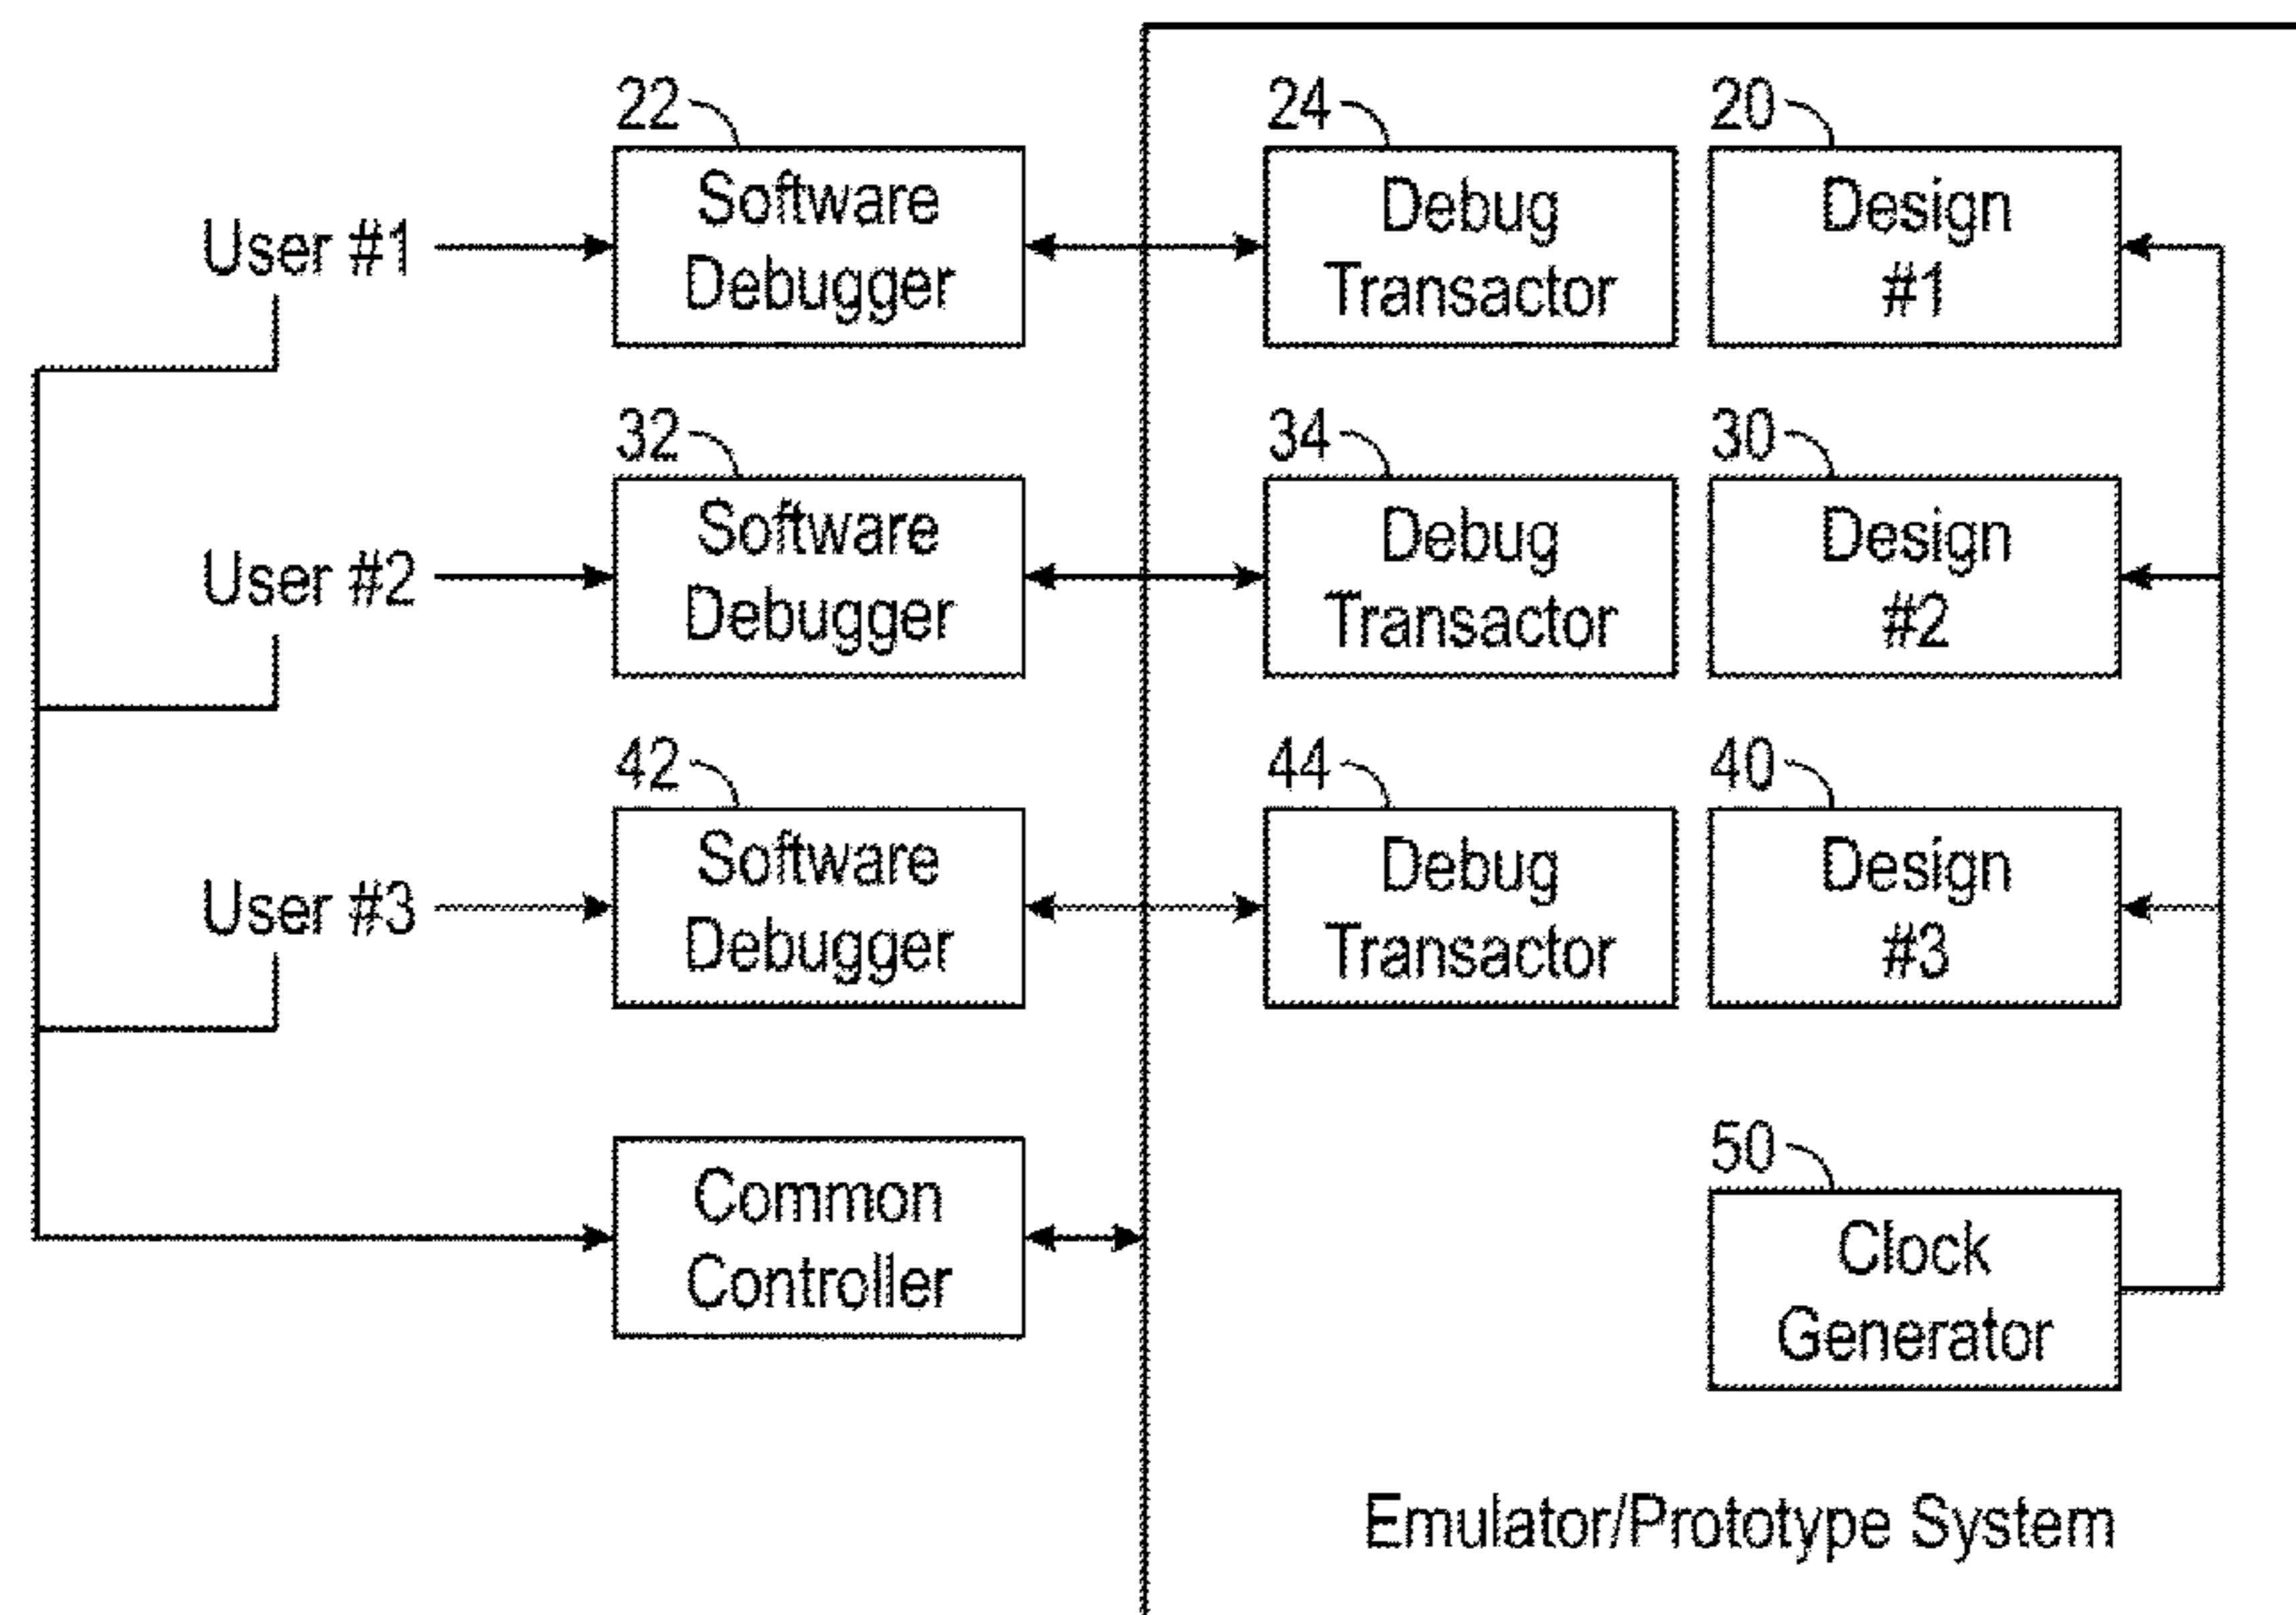 22
24
20
User #1
Software
Debugger
Debug
Transactor
Design
#1
32
34
30
User #2
Software
Debugger
Debug
Transactor
Design
#2
42
44
40
User #3
Software
Debugger
Debug
Transactor
Design
#3
Common
Controller
50
Clock
Generator
Emulator/Prototype System